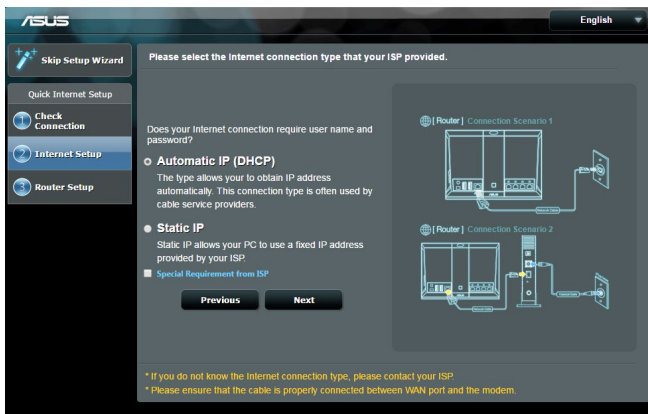 ASUS
English
Skip Setup Wizard
Please select the Internet connection type that your ISP provided.
Quick Internet Setup
1 Check
Connection
2 Internet Setup
3 Router Setup
Does your Internet connection require user name and
password?
Automatic IP (DHCP)
The type allows your to obtain IP address
automatically. This connection type is often used by
cable service providers.
Static IP
Static IP allows your PC to use a fixed IP address
provided by your ISP.
Special Requirement from ISP
Previous Next
[ Router ] Connection Scenario 1
[ Router ] Connection Scenario 2
* If you do not know the Internet connection type, please contact your ISP.
* Please ensure that the cable is properly connected between WAN port and the modem.